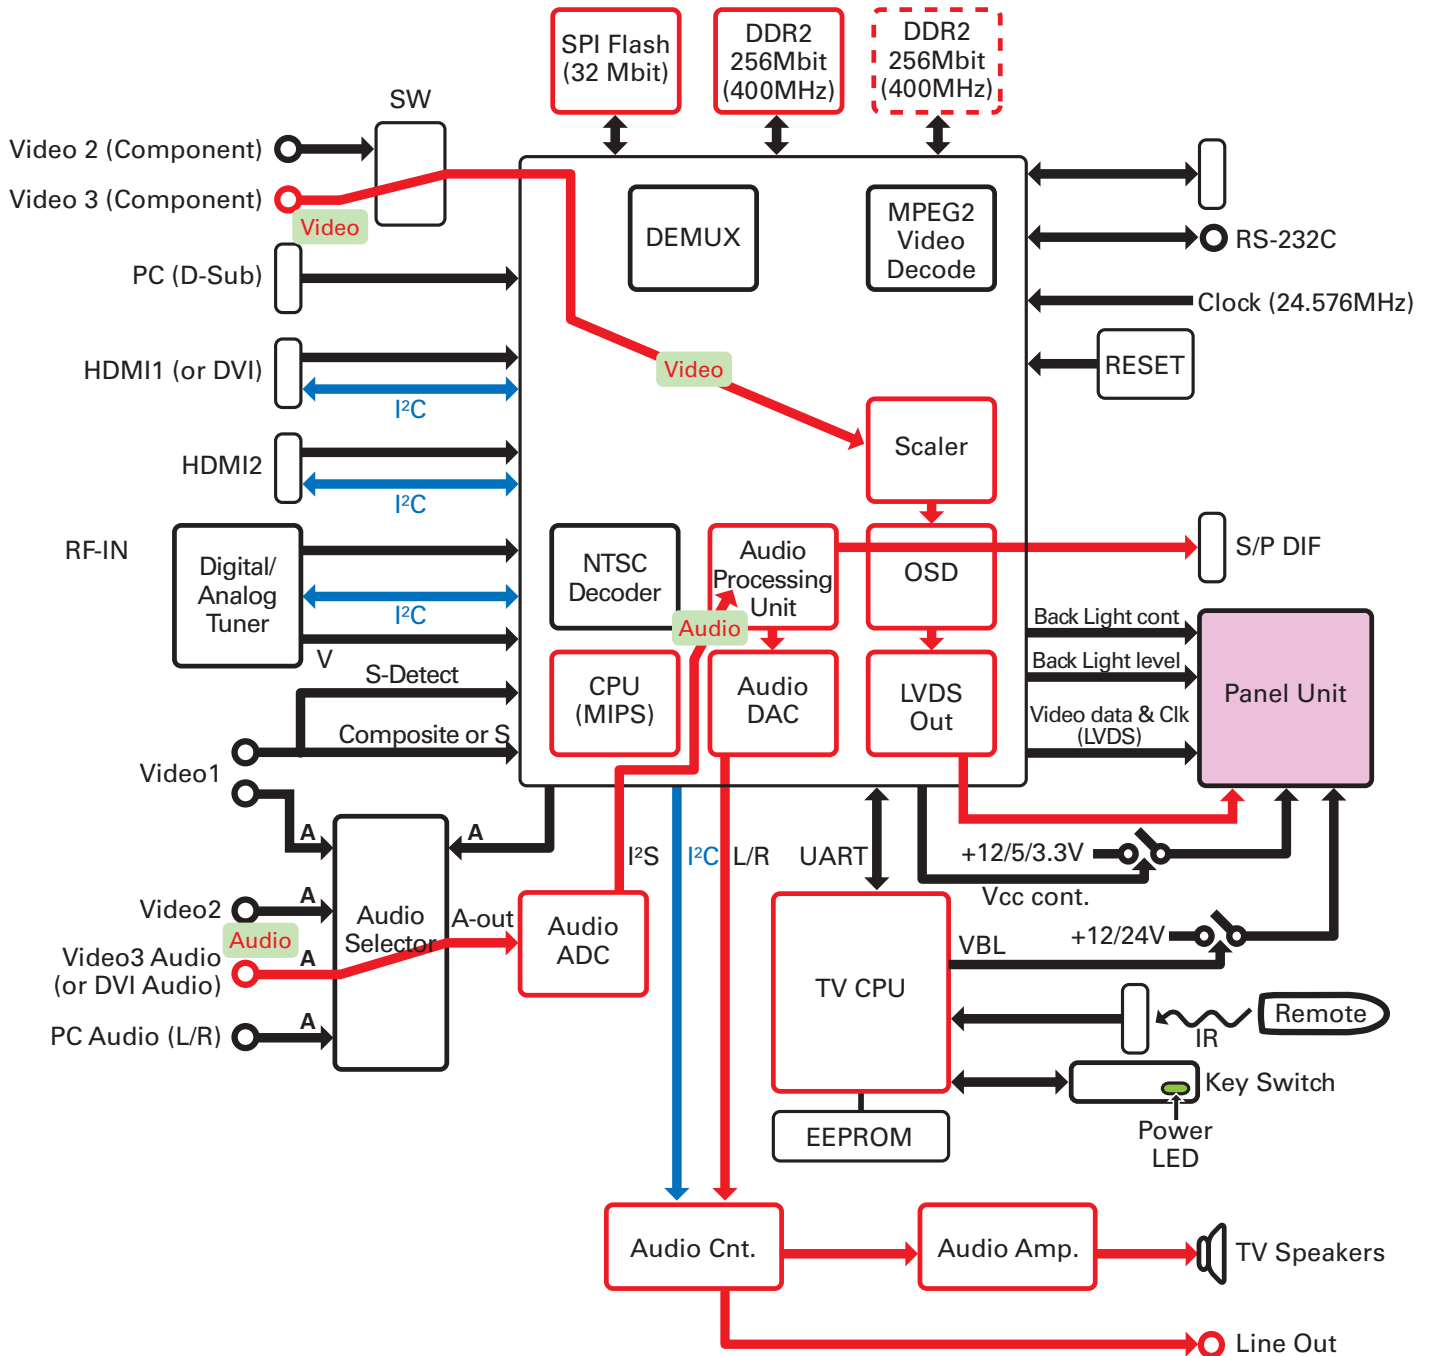 SPI Flash
(32 Mbit)
DDR2
256Mbit
(400MHz)
DDR2
256Mbit
(400MHz)
SW
Video 2 (Component)
Video 3 (Component)
Video
DEMUX
MPEG2
Video
Decode
RS-232C
PC (D-Sub)
Clock (24.576MHz)
HDMI1 (or DVI)
I²C
Video
RESET
Scaler
HDMI2
I²C
RF-IN
Digital/
Analog
Tuner
I²C
V
NTSC
Decoder
Audio
Processing
Unit
Audio
OSD
S/P DIF
Back Light cont
Back Light level
Video data & Clk
(LVDS)
Panel Unit
S-Detect
Composite or S
CPU
(MIPS)
Audio
DAC
LVDS
Out
Video1
A
A
I²S
I²C
L/R
UART
+12/5/3.3V
Vcc cont.
Video2
A
Audio
Selector
A-out
Audio
ADC
Audio
Video3 Audio
(or DVI Audio)
A
+12/24V
VBL
TV CPU
PC Audio (L/R)
A
IR
Remote
Key Switch
Power
LED
EEPROM
Audio Cnt.
Audio Amp.
TV Speakers
Line Out